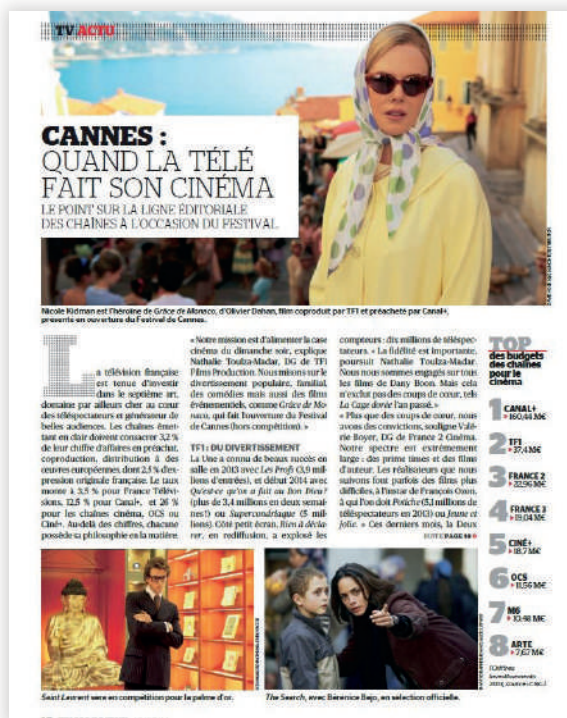 TV ACTU
CANNES :
QUAND LA TÉLÉ
FAIT SON CINÉMA
LE POINT SUR LA LIGNE ÉDITORIALE
DES CHAÎNES À L'OCCASION DU FESTIVAL
Nicole Kidman est l'héroïne de Grâce de Monaco, d'Olivier Dahan, film coproduit par TF1 et préacheté par Canal+,
présenté en ouverture du Festival de Cannes.
La télévision française
est tenue d'investir
dans le septième art,
domaine par ailleurs cher au cœur
des téléspectateurs et générateur de
belles audiences. Les chaînes émet-
tant en clair doivent consacrer 3,2 %
de leur chiffre d'affaires en préachat,
coproduction, distribution à des
œuvres européennes, dont 2,5 % d'ex-
pression originale française. Le taux
monte à 3,5 % pour France Télévi-
sions, 12,5 % pour Canal+, et 26 %
pour les chaînes cinéma, OCS ou
Ciné+. Au-delà des chiffres, chacune
possède sa philosophie en la matière.
« Notre mission est d'alimenter la case
cinéma du dimanche soir, explique
Nathalie Toulza-Madar, DG de TF1
Films Production. Nous misons sur le
divertissement populaire, familial,
des comédies mais aussi des films
événementiels, comme Grâce de Mo-
naco, qui fait l'ouverture du Festival
de Cannes (hors compétition). »
TF1 : DU DIVERTISSEMENT
La Une a connu de beaux succès en
salle en 2013 avec Les Profs (3,9 mil-
lions d'entrées), et début 2014 avec
Qu'est-ce qu'on a fait au bon Dieu ?
(plus de 3,4 millions en deux semai-
nes !) ou Supercondriaque (5 mil-
lions). Côté petit écran, Rien à décla-
rer, en rediffusion, a explosé les
compteurs : dix millions de téléspec-
tateurs. « La fidélité est importante,
poursuit Nathalie Toulza-Madar.
Nous nous sommes engagés sur tous
les films de Dany Boon. Mais cela
n'exclut pas des coups de cœur, tels
La Cage dorée l'an passé. »
« Plus que des coups de cœur, nous
avons des convictions, souligne Valé-
rie Boyer, DG de France 2 Cinéma.
Notre spectre est extrêmement
large : des prime times et des films
d'auteur. Les réalisateurs que nous
suivons font parfois des films plus
difficiles, à l'instar de François Ozon,
à qui l'on doit Potiche (5,1 millions de
téléspectateurs en 2013) ou Jeune et
jolie. » Ces derniers mois, la Deux
SUITE PAGE
TOP
des budgets
des chaînes
pour le
cinéma
1 CANAL+
160,44 M€
2 TF1
37,4 M€
3 FRANCE 2
22,96 M€
4 FRANCE 3
19,04 M€
5 CINÉ+
18,7 M€
6 OCS
11,56 M€
7 M6
10,48 M€
8 ARTE
7,67 M€
Saint Laurent sera en compétition pour la palme d'or.
The Search, avec Bérénice Bejo, en sélection officielle.